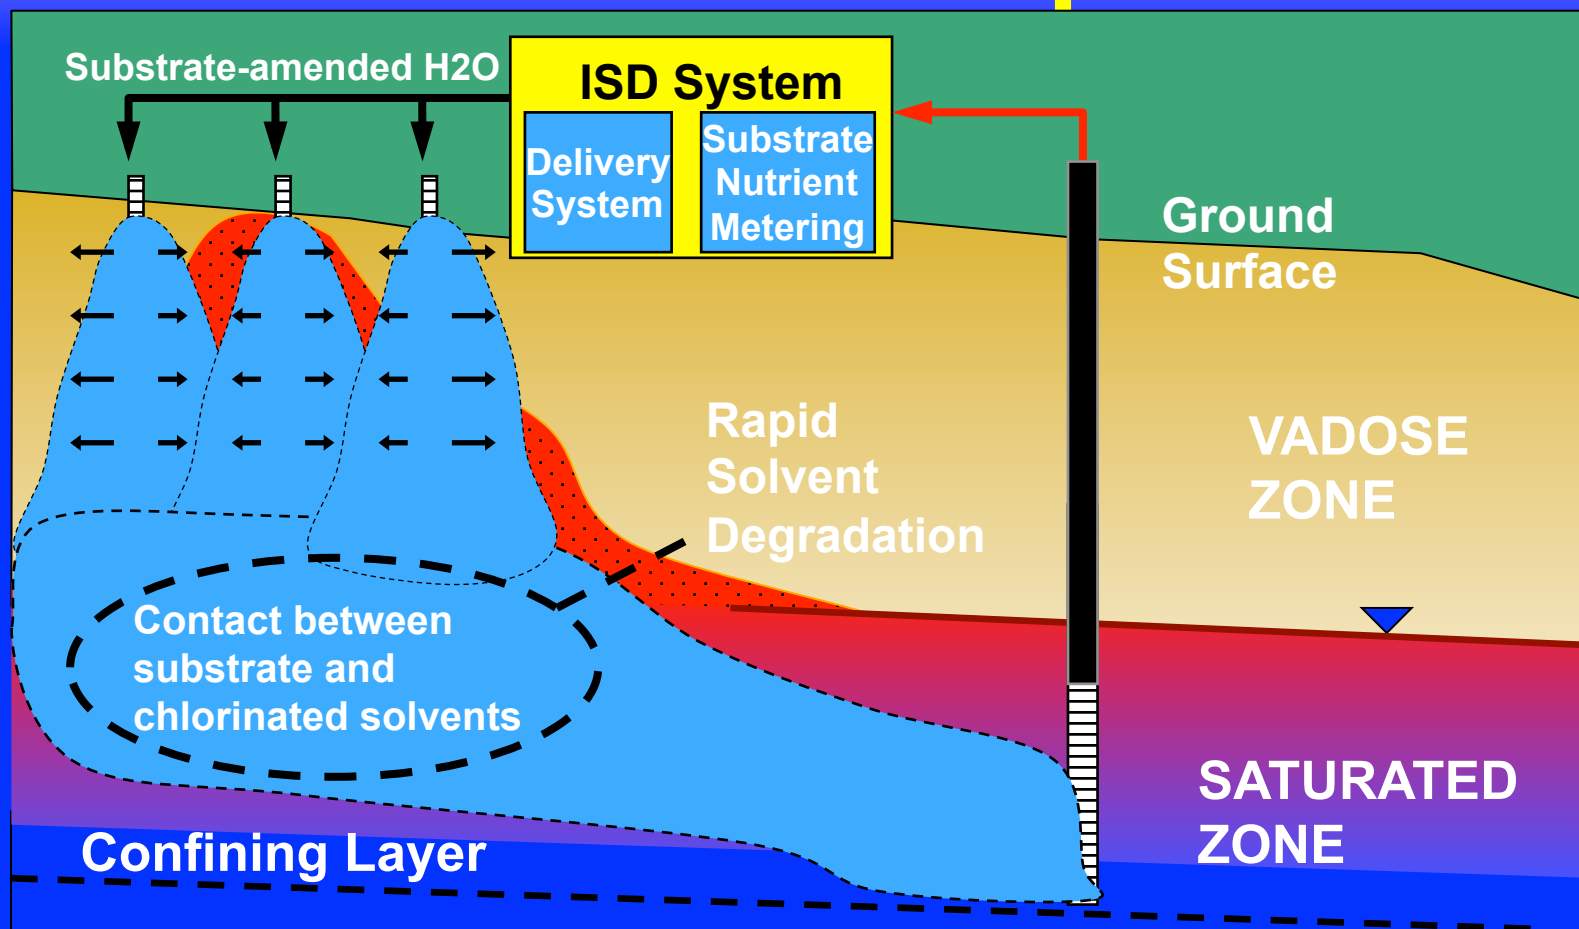 Substrate-amended H2O
ISD System
Delivery
System
Substrate
Nutrient
Metering
Ground
Surface
Rapid
Solvent
Degradation
VADOSE
ZONE
Contact between
substrate and
chlorinated solvents
SATURATED
ZONE
Confining Layer